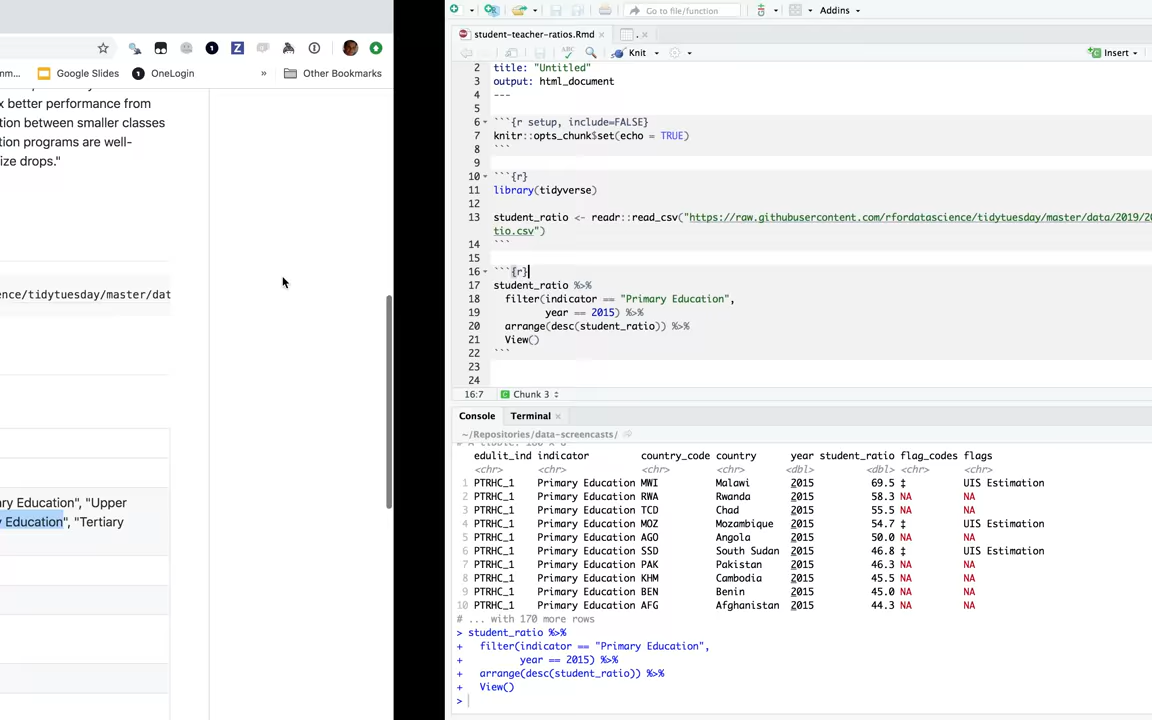 nm...
Google Slides
1
OneLogin
»
Other Bookmarks
x better performance from
tion between smaller classes
tion programs are well-
ize drops."
ence/tidytuesday/master/dat
ary Education", "Upper
y Education", "Tertiary
Go to file/function
Addins
student-teacher-ratios.Rmd
Knit
Insert
2 title: "Untitled"
3 output: html_document
4 ---
5
6 ```{r setup, include=FALSE}
7 knitr::opts_chunk$set(echo = TRUE)
8 ```
9
10 ```{r}
11 library(tidyverse)
12
13 student_ratio <- readr::read_csv("https://raw.githubusercontent.com/rfordatascience/tidytuesday/master/data/2019/20
tio.csv")
14 ```
15
16 ```{r}
17 student_ratio %>%
18 filter(indicator == "Primary Education",
19 year == 2015) %>%
20 arrange(desc(student_ratio)) %>%
21 View()
22 ```
23
24
16:7 Chunk 3
Console Terminal
~/Repositories/data-screencasts/
edulit_ind indicator country_code country year student_ratio flag_codes flags
<chr> <chr> <chr> <chr> <dbl> <dbl> <chr> <chr>
1 PTRHC_1 Primary Education MWI Malawi 2015 69.5 ‡ UIS Estimation
2 PTRHC_1 Primary Education RWA Rwanda 2015 58.3 NA NA
3 PTRHC_1 Primary Education TCD Chad 2015 55.5 NA NA
4 PTRHC_1 Primary Education MOZ Mozambique 2015 54.7 ‡ UIS Estimation
5 PTRHC_1 Primary Education AGO Angola 2015 50.0 NA NA
6 PTRHC_1 Primary Education SSD South Sudan 2015 46.8 ‡ UIS Estimation
7 PTRHC_1 Primary Education PAK Pakistan 2015 46.3 NA NA
8 PTRHC_1 Primary Education KHM Cambodia 2015 45.5 NA NA
9 PTRHC_1 Primary Education BEN Benin 2015 45.0 NA NA
10 PTRHC_1 Primary Education AFG Afghanistan 2015 44.3 NA NA
# ... with 170 more rows
> student_ratio %>%
+ filter(indicator == "Primary Education",
+ year == 2015) %>%
+ arrange(desc(student_ratio)) %>%
+ View()
>